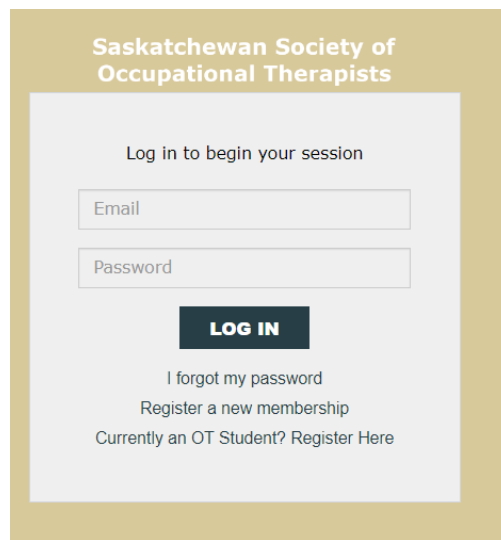 Saskatchewan Society of
Occupational Therapists
Log in to begin your session
Email
Password
LOG IN
I forgot my password
Register a new membership
Currently an OT Student? Register Here